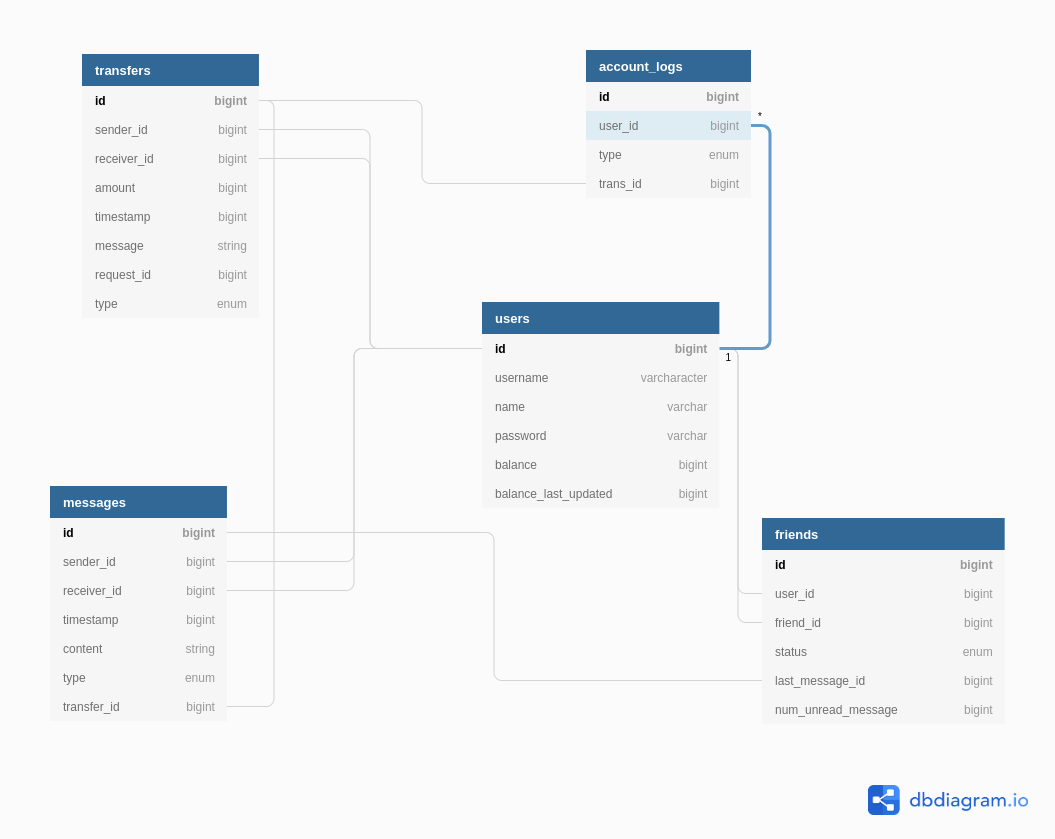 transfers
id bigint
sender_id bigint
receiver_id bigint
amount bigint
timestamp bigint
message string
request_id bigint
type enum
account_logs
id bigint
user_id bigint
type enum
trans_id bigint
*
users
id bigint
username varcharacter
name varchar
password varchar
balance bigint
balance_last_updated bigint
1
messages
id bigint
sender_id bigint
receiver_id bigint
timestamp bigint
content string
type enum
transfer_id bigint
friends
id bigint
user_id bigint
friend_id bigint
status enum
last_message_id bigint
num_unread_message bigint
dbdiagram.io